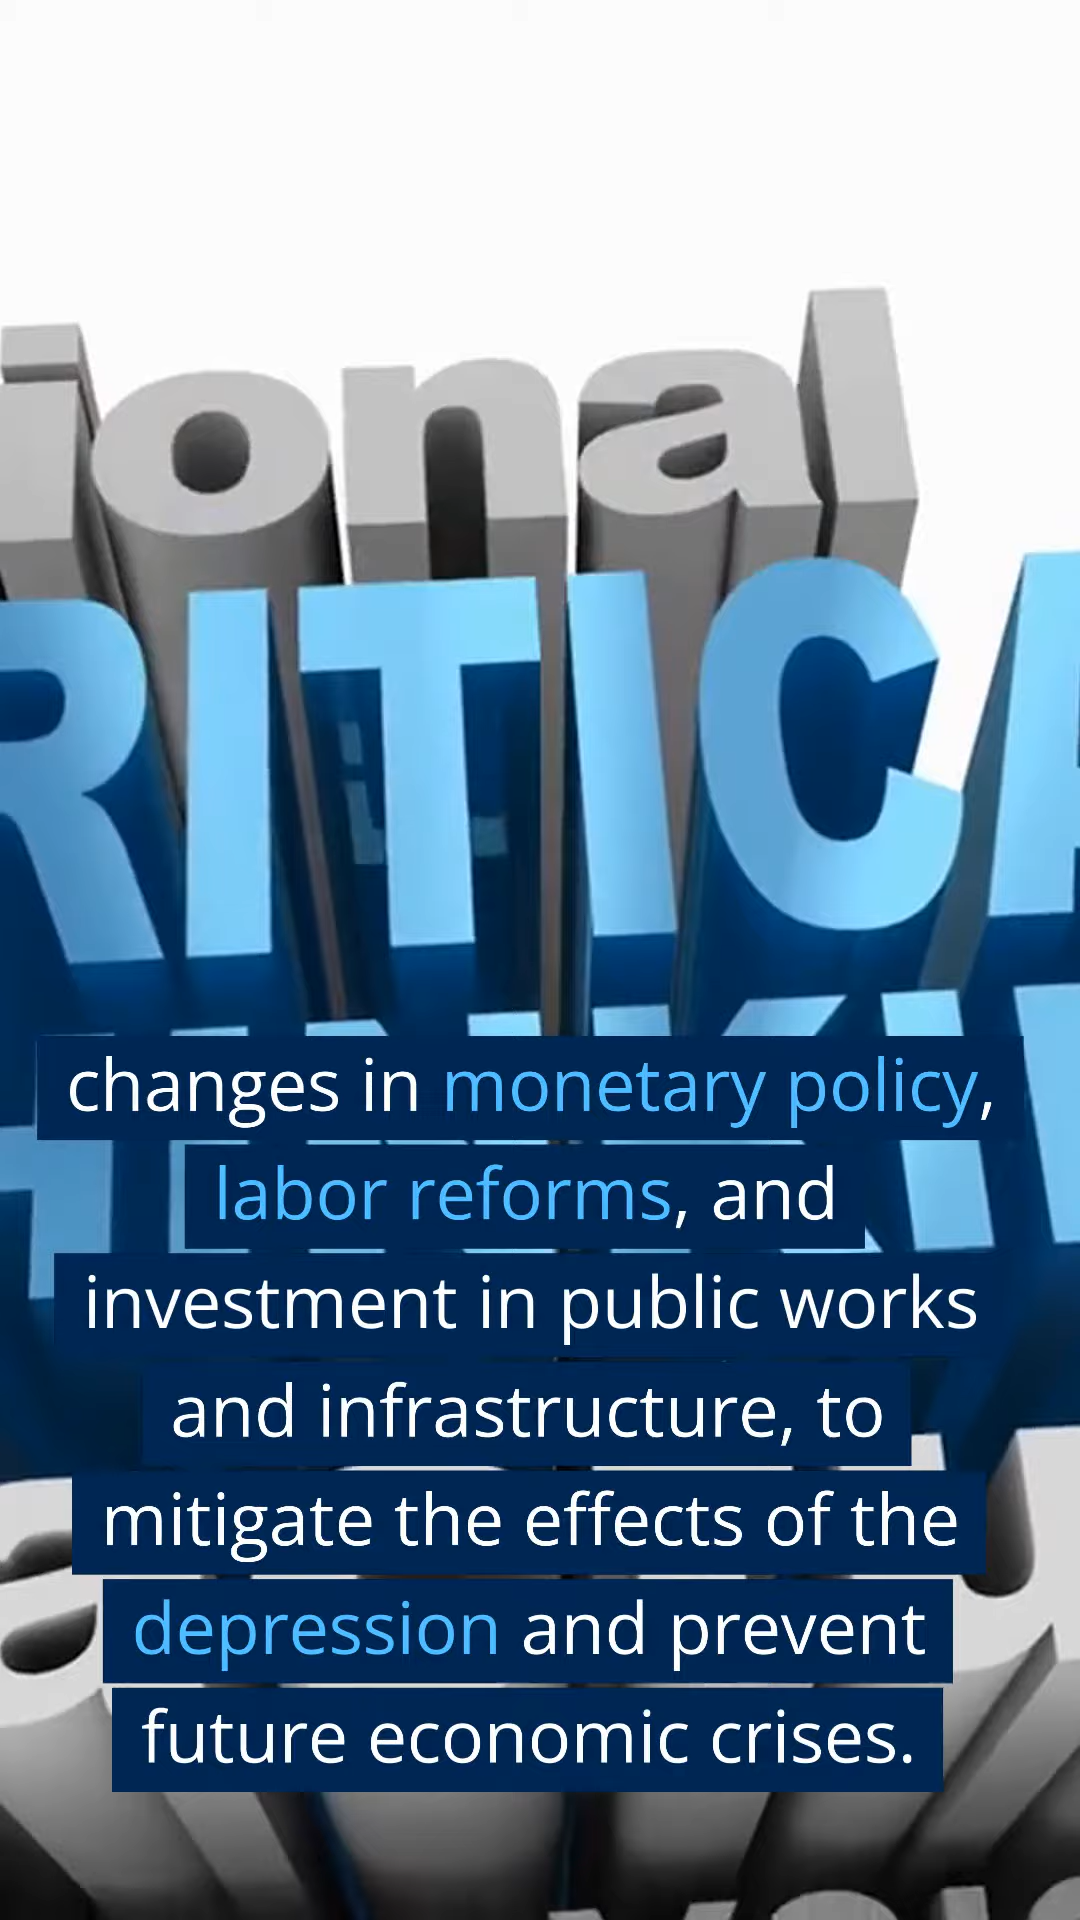 ional
RITICA
changes in monetary policy,
labor reforms, and
investment in public works
and infrastructure, to
mitigate the effects of the
depression and prevent
future economic crises.